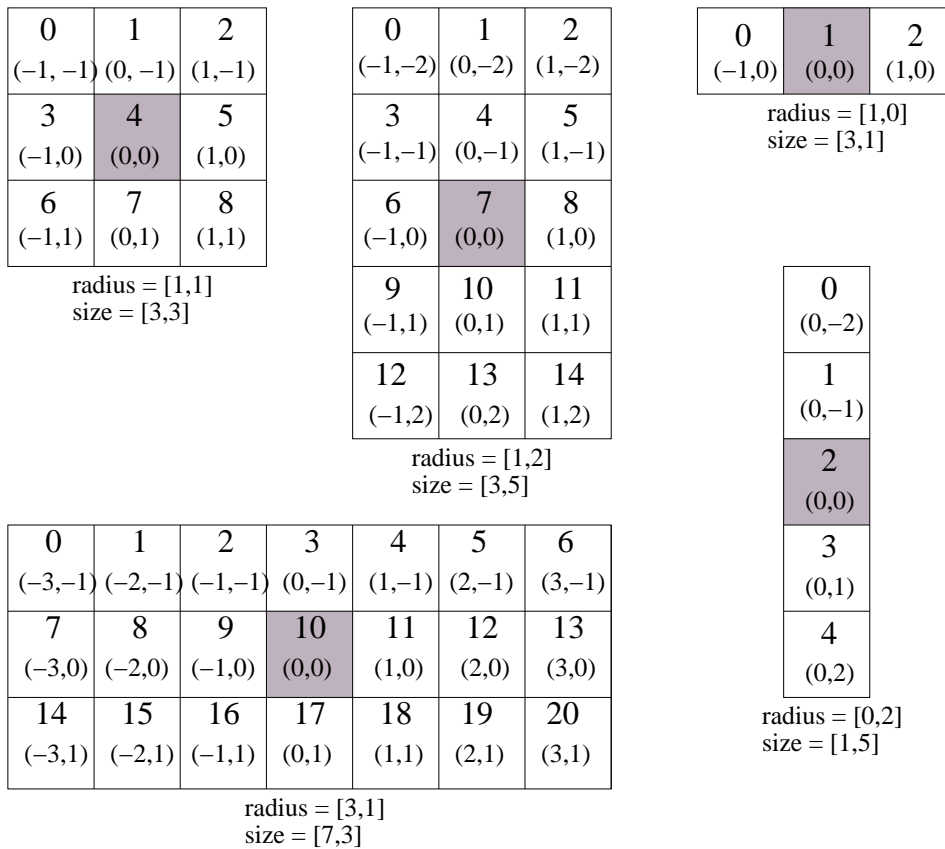 0 1 2
(−1, −1) (0, −1) (1,−1)
3 4 5
(−1,0) (0,0) (1,0)
6 7 8
(−1,1) (0,1) (1,1)
radius = [1,1]
size = [3,3]
0 1 2
(−1,−2) (0,−2) (1,−2)
3 4 5
(−1,−1) (0,−1) (1,−1)
6 7 8
(−1,0) (0,0) (1,0)
9 10 11
(−1,1) (0,1) (1,1)
12 13 14
(−1,2) (0,2) (1,2)
radius = [1,2]
size = [3,5]
0 1 2
(−1,0) (0,0) (1,0)
radius = [1,0]
size = [3,1]
0 1 2 3 4 5 6
(−3,−1) (−2,−1) (−1,−1) (0,−1) (1,−1) (2,−1) (3,−1)
7 8 9 10 11 12 13
(−3,0) (−2,0) (−1,0) (0,0) (1,0) (2,0) (3,0)
14 15 16 17 18 19 20
(−3,1) (−2,1) (−1,1) (0,1) (1,1) (2,1) (3,1)
radius = [3,1]
size = [7,3]
0
(0,−2)
1
(0,−1)
2
(0,0)
3
(0,1)
4
(0,2)
radius = [0,2]
size = [1,5]